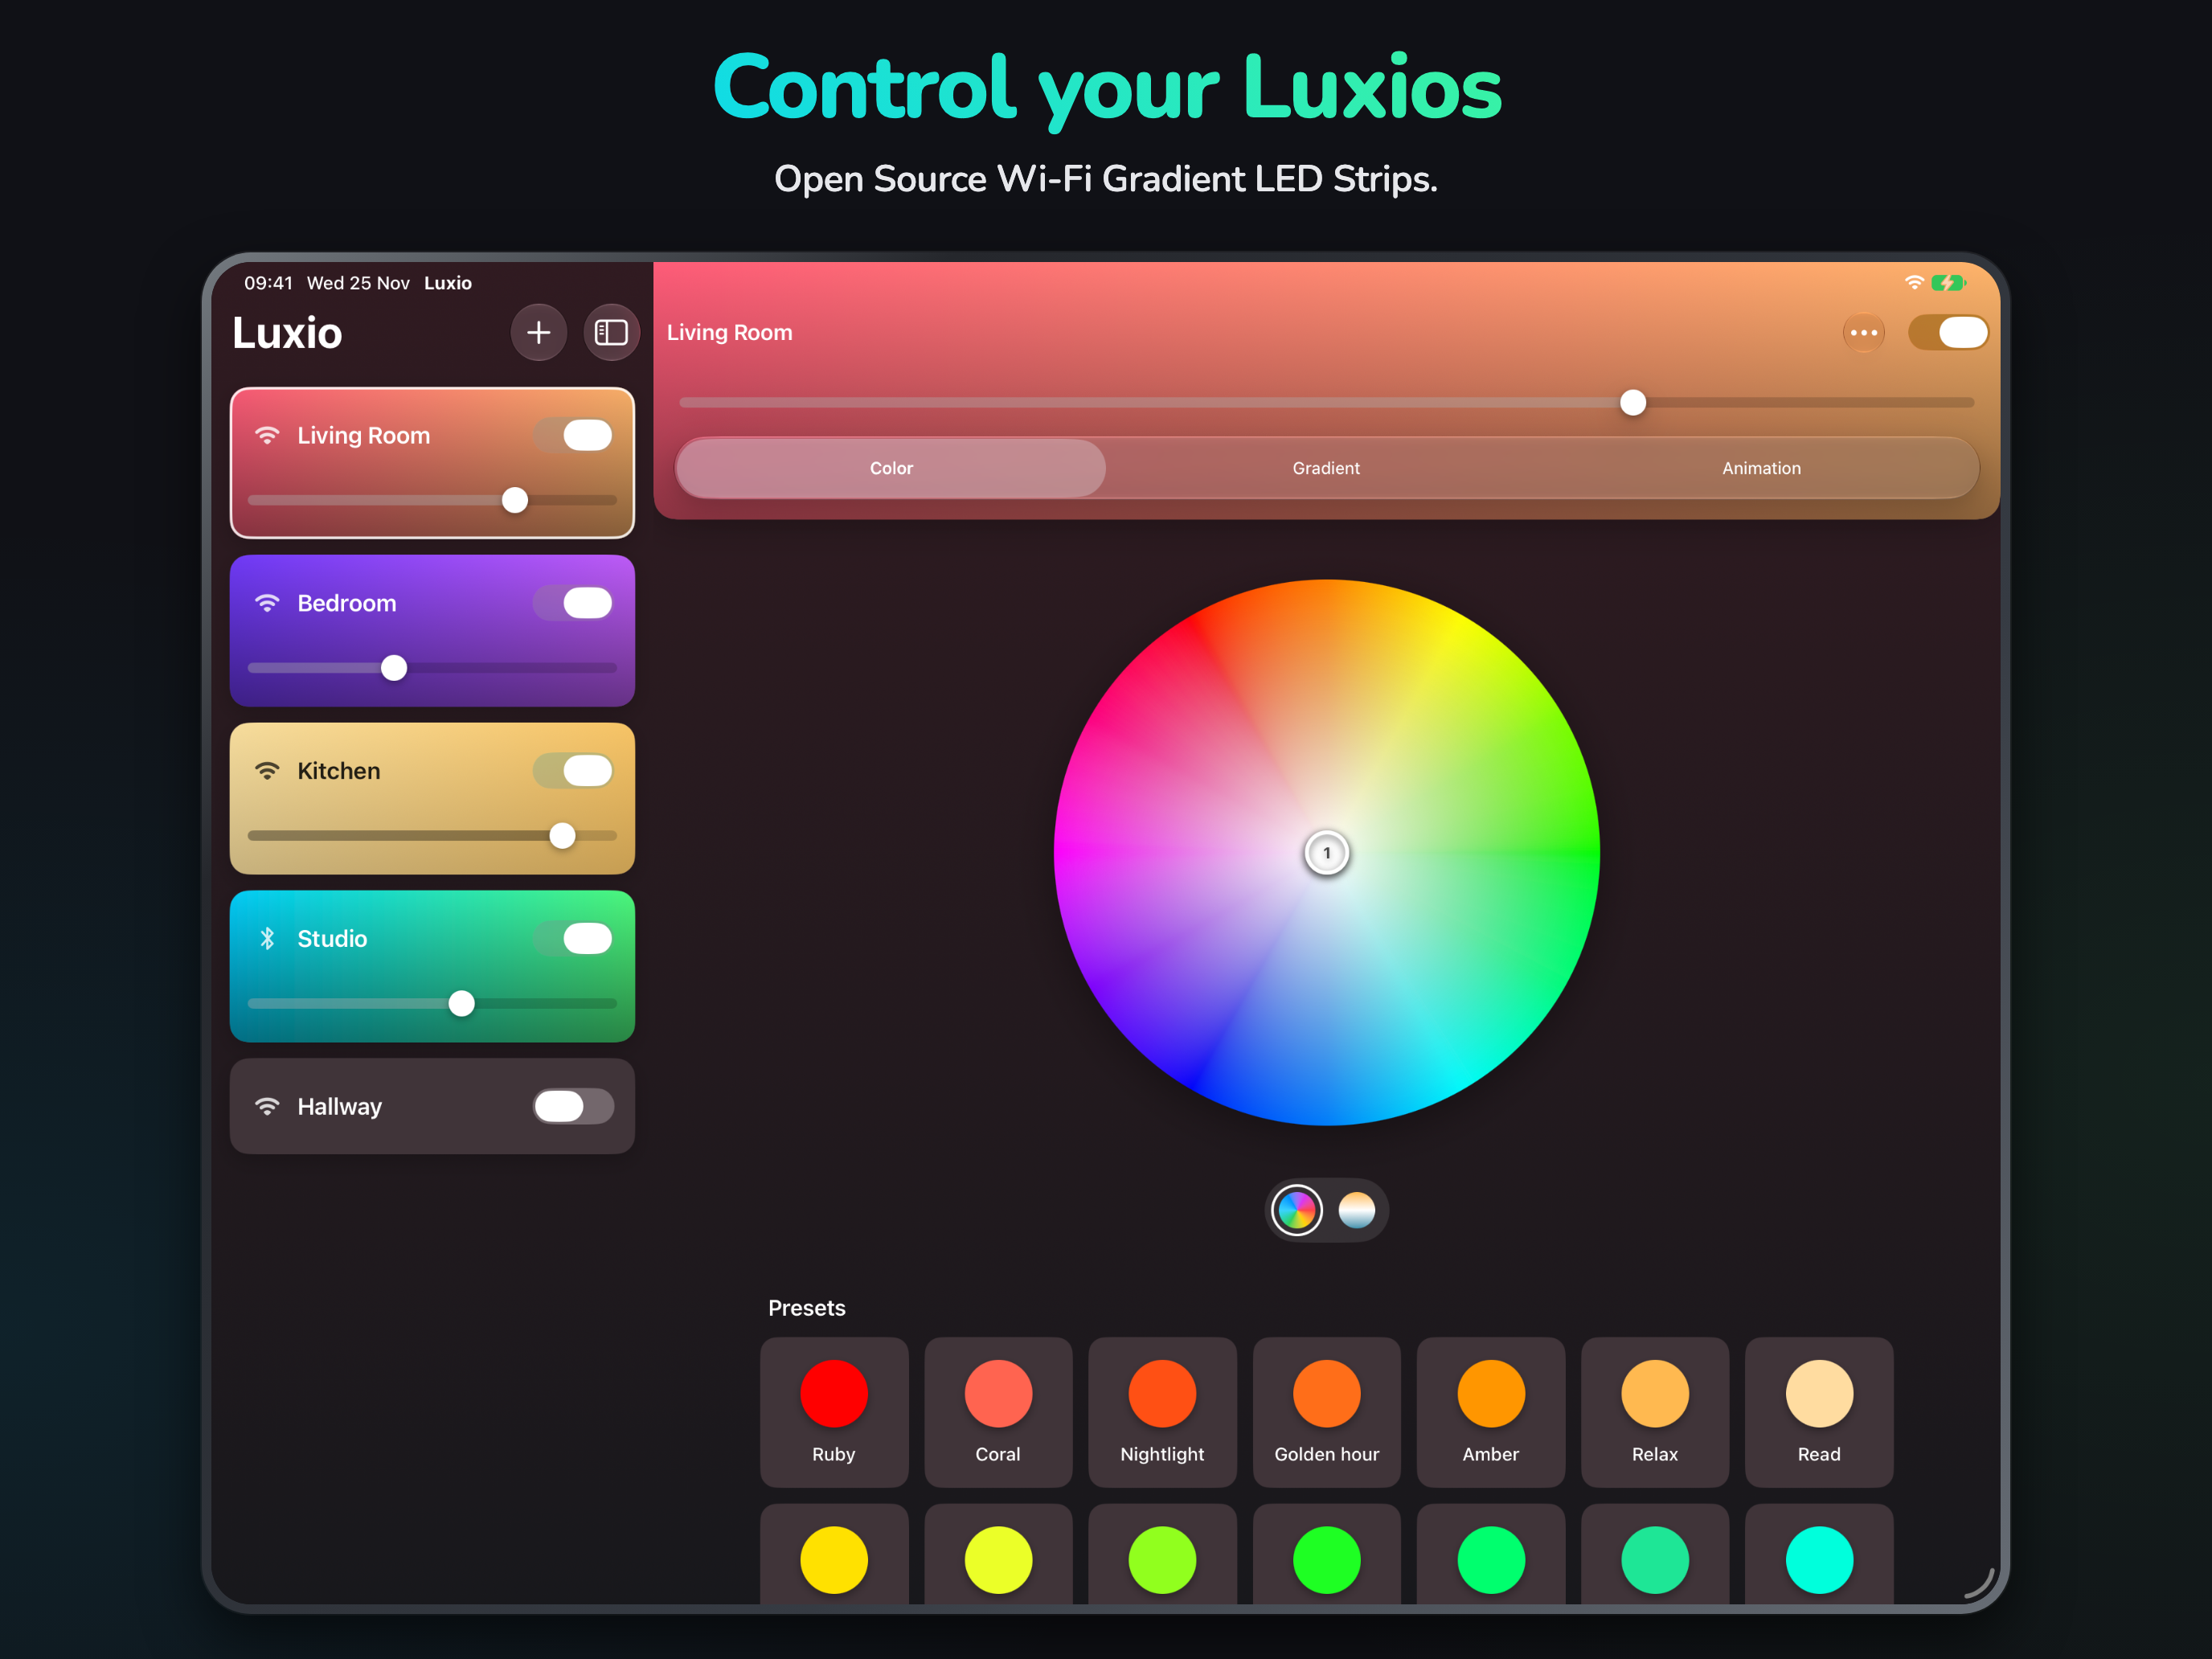 Control your Luxios
Open Source Wi-Fi Gradient LED Strips.
09:41 Wed 25 Nov Luxio
Luxio
Living Room
Bedroom
Kitchen
Studio
Hallway
Living Room
Color Gradient Animation
1
Presets
Ruby Coral Nightlight Golden hour Amber Relax Read